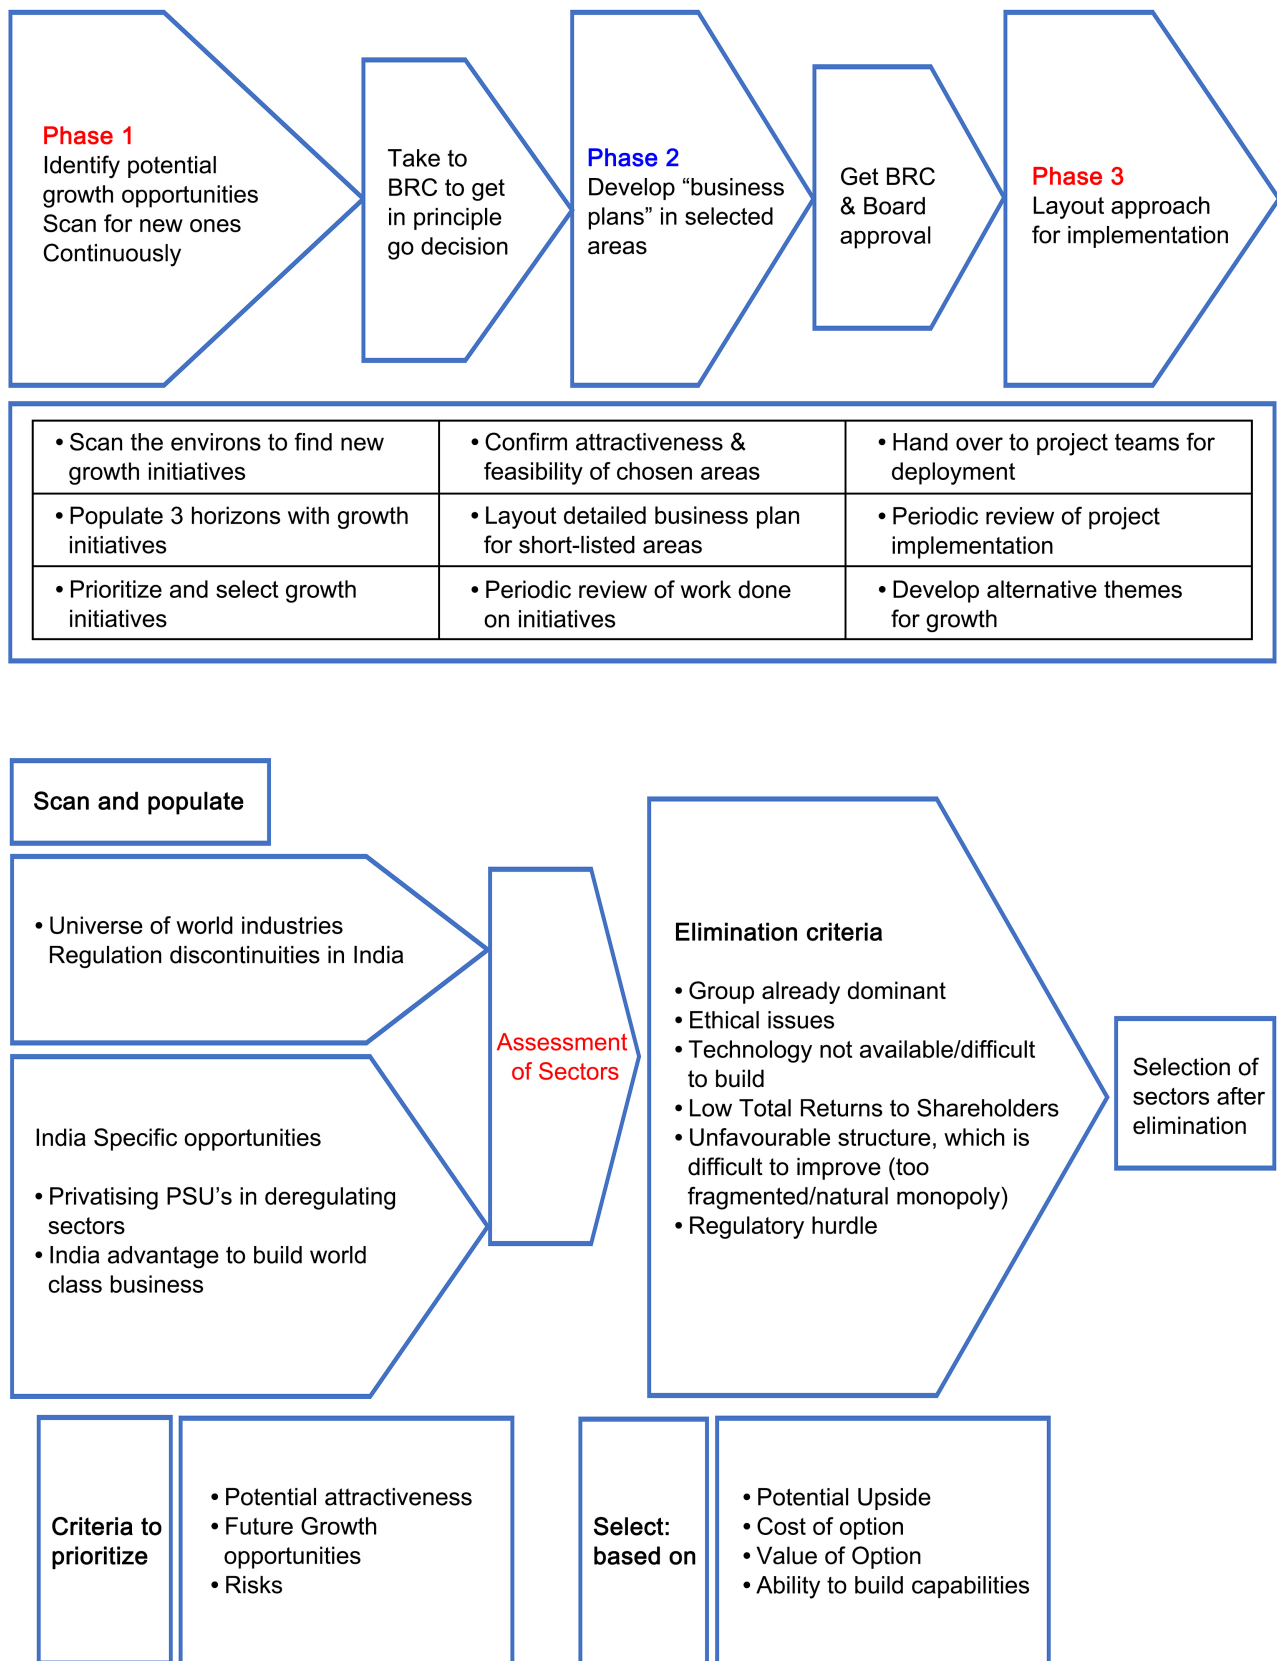 Phase 1
Identify potential
growth opportunities
Scan for new ones
Continuously
Take to
BRC to get
in principle
go decision
Phase 2
Develop “business
plans” in selected
areas
Get BRC
& Board
approval
Phase 3
Layout approach
for implementation
• Scan the environs to find new
growth initiatives
• Confirm attractiveness &
feasibility of chosen areas
• Hand over to project teams for
deployment
• Populate 3 horizons with growth
initiatives
• Layout detailed business plan
for short-listed areas
• Periodic review of project
implementation
• Prioritize and select growth
initiatives
• Periodic review of work done
on initiatives
• Develop alternative themes
for growth
Scan and populate
• Universe of world industries
Regulation discontinuities in India
India Specific opportunities
• Privatising PSU’s in deregulating
sectors
• India advantage to build world
class business
Assessment
of Sectors
Elimination criteria
• Group already dominant
• Ethical issues
• Technology not available/difficult
to build
• Low Total Returns to Shareholders
• Unfavourable structure, which is
difficult to improve (too
fragmented/natural monopoly)
• Regulatory hurdle
Selection of
sectors after
elimination
Criteria to
prioritize
• Potential attractiveness
• Future Growth
opportunities
• Risks
Select:
based on
• Potential Upside
• Cost of option
• Value of Option
• Ability to build capabilities